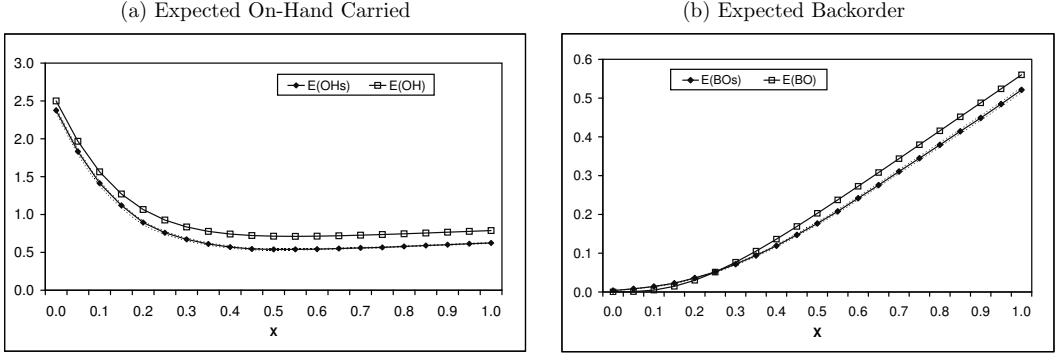 (a) Expected On-Hand Carried
E(OHs) E(OH)
3.0
2.5
2.0
1.5
1.0
0.5
0.0
0.0 0.1 0.2 0.3 0.4 0.5 0.6 0.7 0.8 0.9 1.0
X
(b) Expected Backorder
E(BOs) E(BO)
0.6
0.5
0.4
0.3
0.2
0.1
0.0
0.0 0.1 0.2 0.3 0.4 0.5 0.6 0.7 0.8 0.9 1.0
X